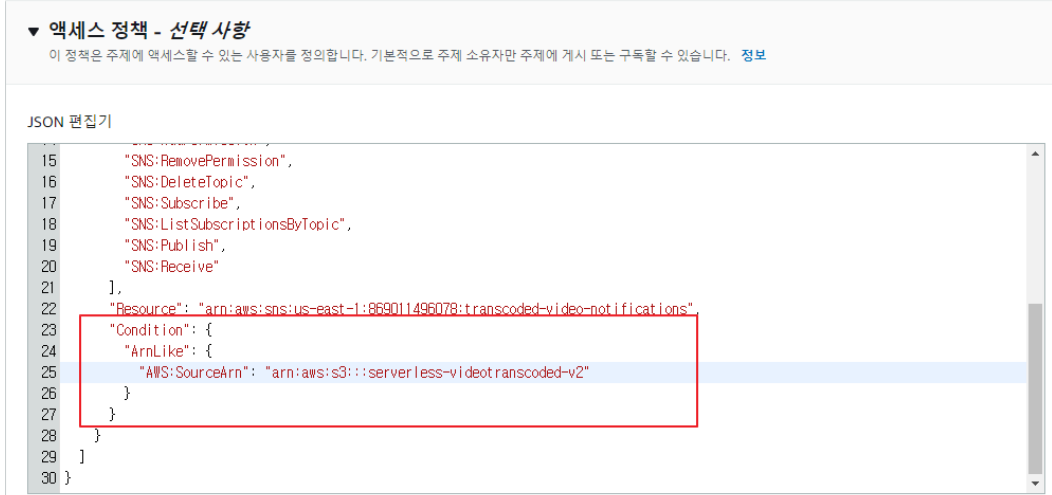 ▼ 액세스 정책 - 선택 사항
이 정책은 주제에 액세스할 수 있는 사용자를 정의합니다. 기본적으로 주제 소유자만 주제에 게시 또는 구독할 수 있습니다. 정보
JSON 편집기
15 "SNS:RemovePermission",
16 "SNS:DeleteTopic",
17 "SNS:Subscribe",
18 "SNS:ListSubscriptionsByTopic",
19 "SNS:Publish",
20 "SNS:Receive"
21 ],
22 "Resource": "arn:aws:sns:us-east-1:869011496078:transcoded-video-notifications",
23 "Condition": {
24 "ArnLike": {
25 "AWS:SourceArn": "arn:aws:s3:::serverless-videotranscoded-v2"
26 }
27 }
28 }
29 ]
30 }